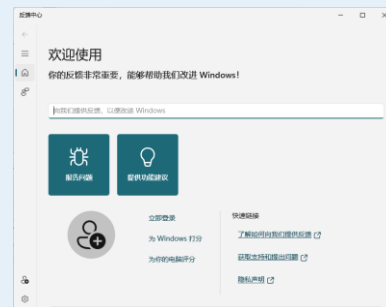 反馈中心
欢迎使用
你的反馈非常重要，能够帮助我们改进 Windows!
向我们提供反馈，以便改进 Windows
报告问题
提供功能建议
立即登录
为 Windows 打分
为你的电脑评分
快速链接
了解如何向我们提供反馈
获取支持和提出问题
隐私声明